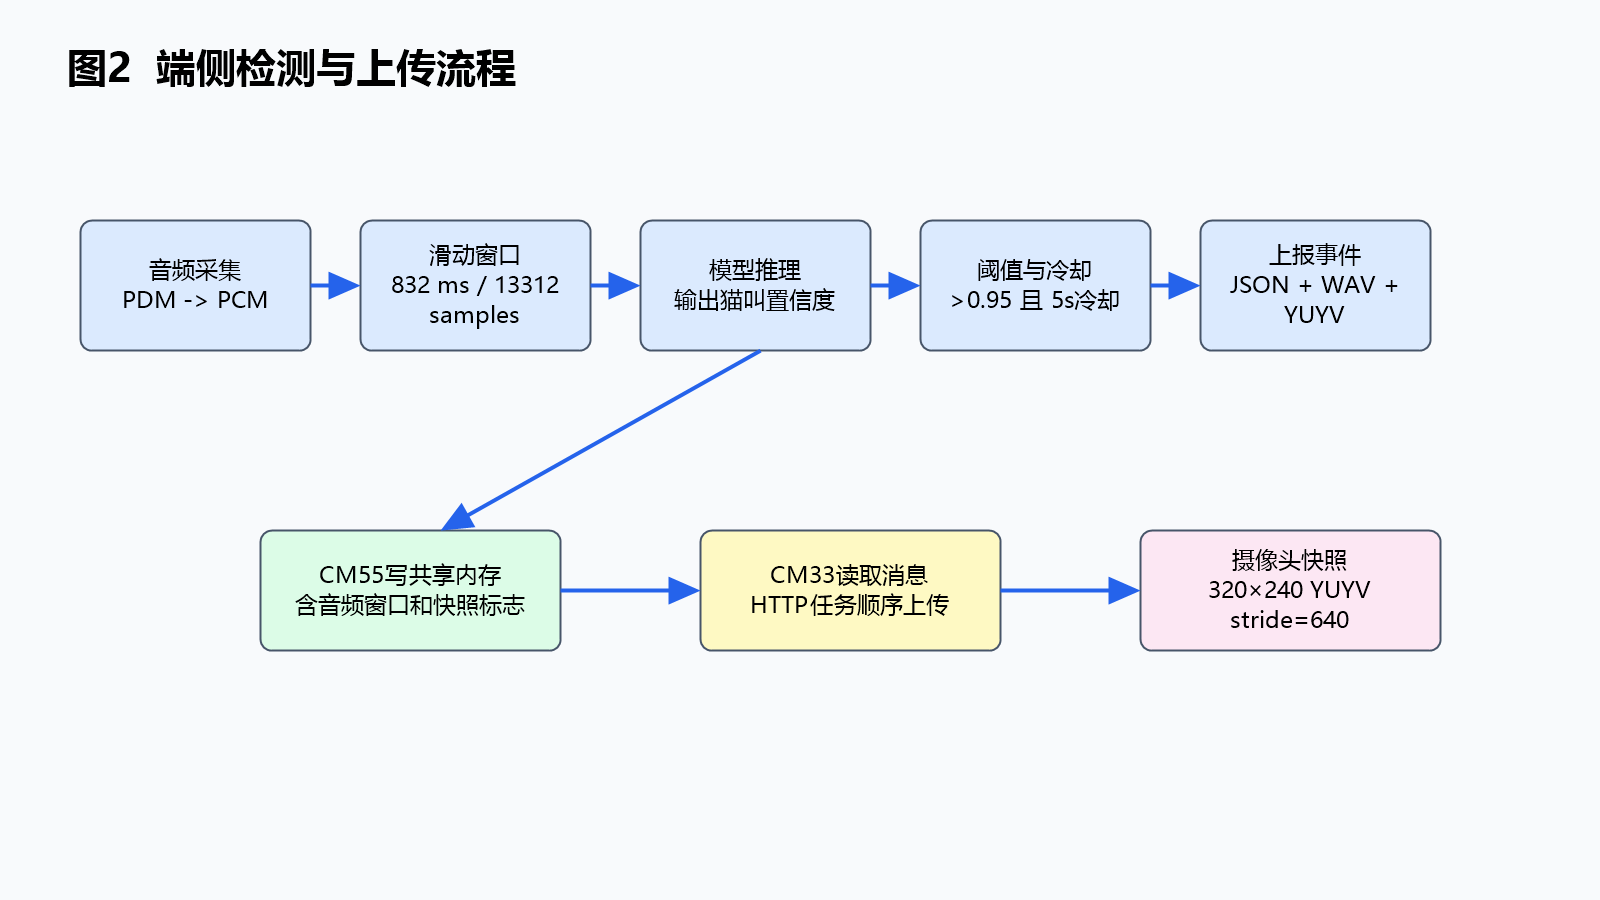 图2 端侧检测与上传流程
音频采集
PDM -> PCM
滑动窗口
832 ms / 13312
samples
模型推理
输出猫叫置信度
阈值与冷却
>0.95 且 5s冷却
上报事件
JSON + WAV +
YUYV
CM55写共享内存
含音频窗口和快照标志
CM33读取消息
HTTP任务顺序上传
摄像头快照
320×240 YUYV
stride=640